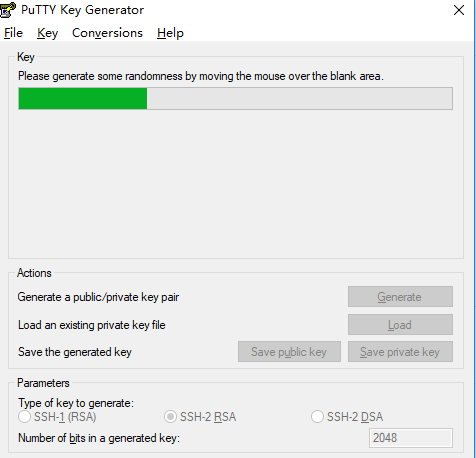 PuTTY Key Generator
File Key Conversions Help
Key
Please generate some randomness by moving the mouse over the blank area.
Actions
Generate a public/private key pair Generate
Load an existing private key file Load
Save the generated key Save public key Save private key
Parameters
Type of key to generate:
SSH-1 (RSA) SSH-2 RSA SSH-2 DSA
Number of bits in a generated key: 2048